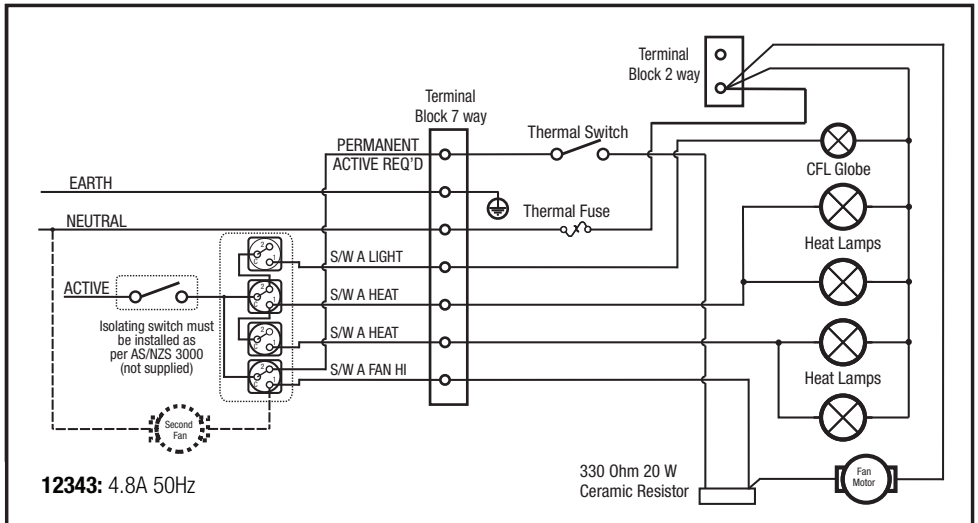 Terminal
Block 2 way
Terminal
Block 7 way
PERMANENT
ACTIVE REQ'D
Thermal Switch
CFL Globe
EARTH
Thermal Fuse
NEUTRAL
Heat Lamps
S/W A LIGHT
ACTIVE
S/W A HEAT
Isolating switch must
be installed as
per AS/NZS 3000
(not supplied)
S/W A HEAT
S/W A FAN HI
Heat Lamps
Second
Fan
330 Ohm 20 W
Ceramic Resistor
Fan
Motor
12343: 4.8A 50Hz